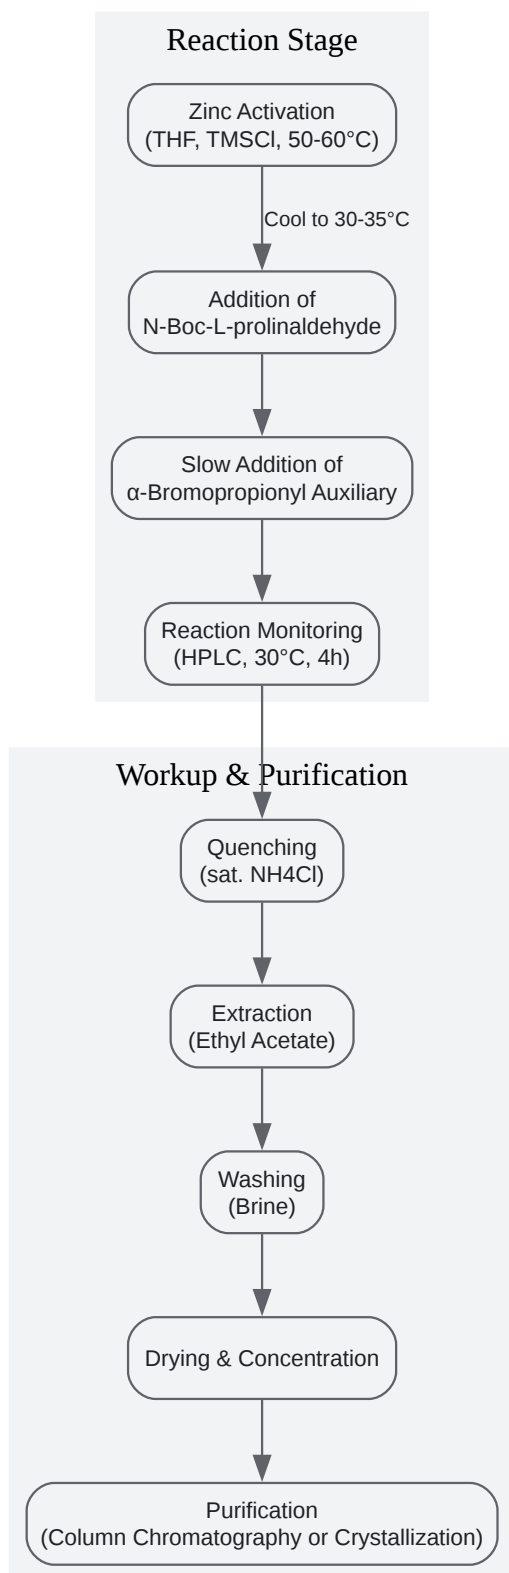 Reaction Stage
Zinc Activation
(THF, TMSCl, 50-60°C)
Cool to 30-35°C
Addition of
N-Boc-L-prolinaldehyde
Slow Addition of
α-Bromopropionyl Auxiliary
Reaction Monitoring
(HPLC, 30°C, 4h)
Workup & Purification
Quenching
(sat. NH4Cl)
Extraction
(Ethyl Acetate)
Washing
(Brine)
Drying & Concentration
Purification
(Column Chromatography or Crystallization)